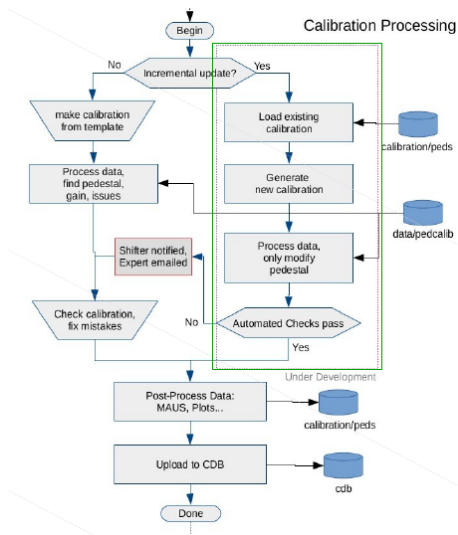 Calibration Processing
Begin
No
Incremental update?
Yes
make calibration
from template
Load existing
calibration
calibration/peds
Process data,
find pedestal,
gain, issues
Generate
new calibration
data/pedcalib
Shifter notified,
Expert emailed
Process data,
only modify
pedestal
Check calibration,
fix mistakes
No
Automated Checks pass
Yes
Under Development
Post-Process Data:
MAUS, Plots...
calibration/peds
Upload to CDB
cdb
Done